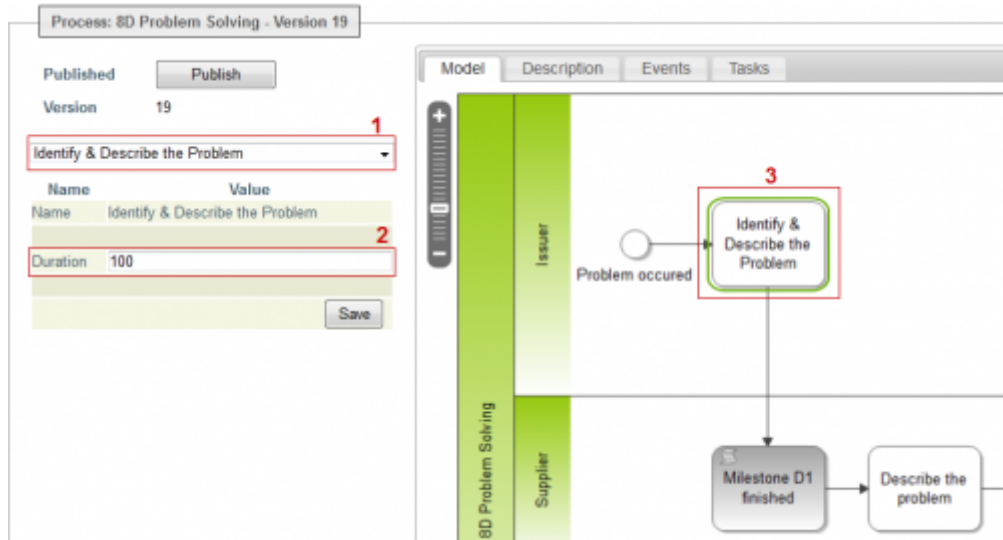 Process: 8D Problem Solving - Version 19
Published
Publish
Version
19
1
Identify & Describe the Problem
Name
Value
Name
Identify & Describe the Problem
2
Duration
100
Save
Model
Description
Events
Tasks
8D Problem Solving
Issuer
Problem occured
3
Identify &
Describe the
Problem
Supplier
Milestone D1
finished
Describe the
problem